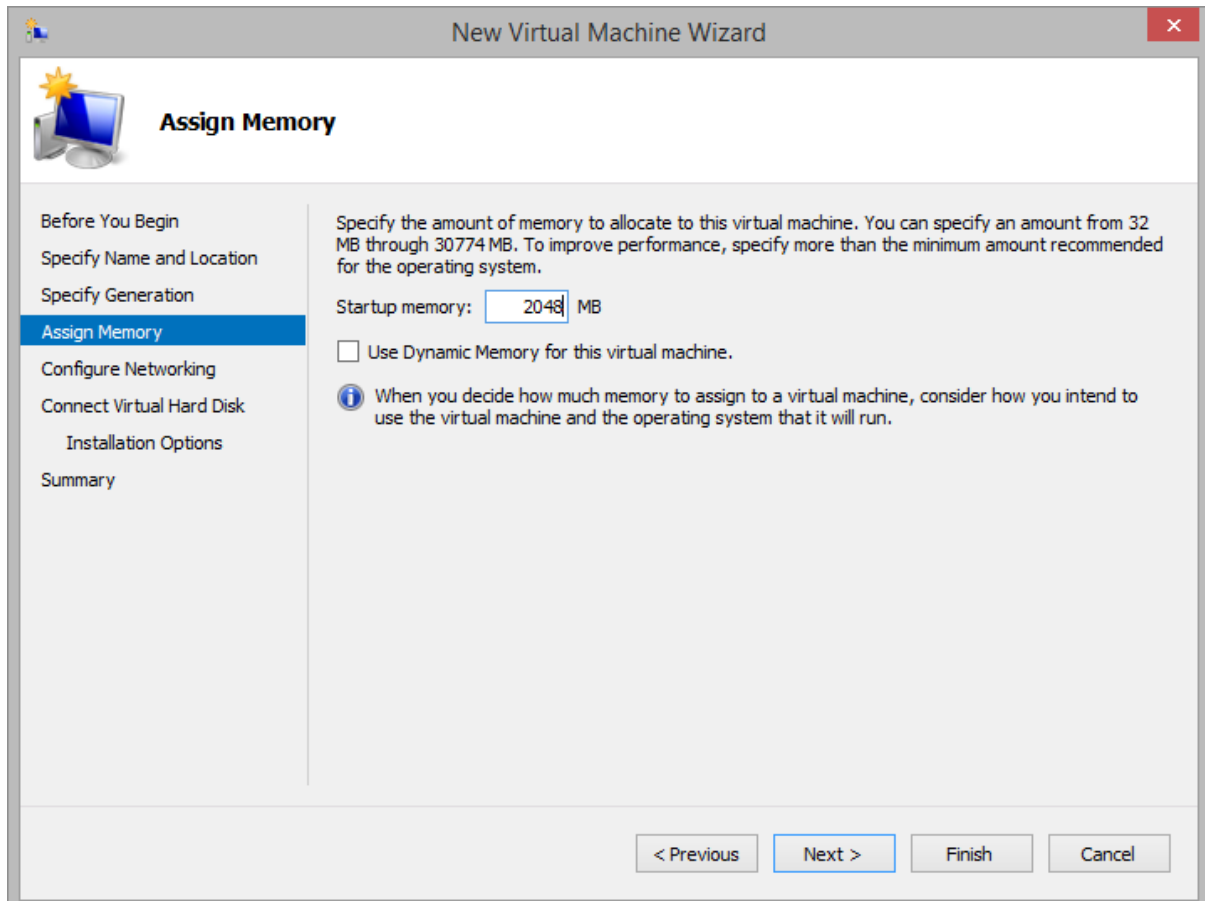 New Virtual Machine Wizard
Assign Memory
Before You Begin
Specify Name and Location
Specify Generation
Assign Memory
Configure Networking
Connect Virtual Hard Disk
Installation Options
Summary
Specify the amount of memory to allocate to this virtual machine. You can specify an amount from 32
MB through 30774 MB. To improve performance, specify more than the minimum amount recommended
for the operating system.
Startup memory: 2048 MB
Use Dynamic Memory for this virtual machine.
When you decide how much memory to assign to a virtual machine, consider how you intend to
use the virtual machine and the operating system that it will run.
< Previous Next > Finish Cancel